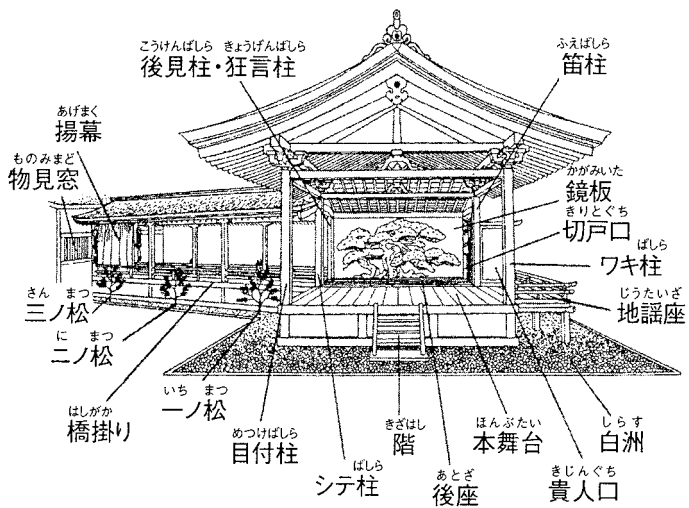 こうけんばしら きょうげんばしら
後見柱・狂言柱
ふえばしら
笛柱
あげまく
揚幕
ものみまど
物見窓
かがみいた
鏡板
きりとぐち
切戸口
ばしら
ワキ柱
じうたいざ
地謡座
さん まつ
三ノ松
に まつ
二ノ松
いち まつ
一ノ松
はしがか
橋掛り
めつけばしら
目付柱
ばしら
シテ柱
きざはし
階
あとざ
後座
ほんぶたい
本舞台
きじんぐち
貴人口
しらす
白洲